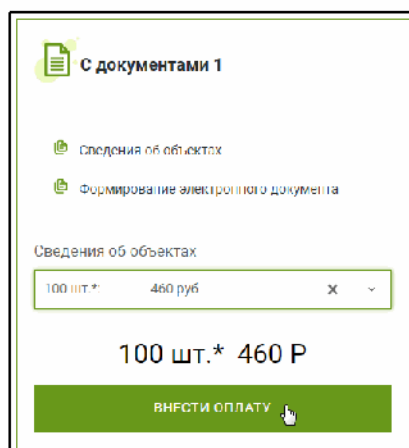 С документами 1
Сведения об объектах
Формирование электронного документа
Сведения об объектах
100 шт.*: 460 руб
100 шт.* 460 Р
ВНЕСТИ ОПЛАТУ